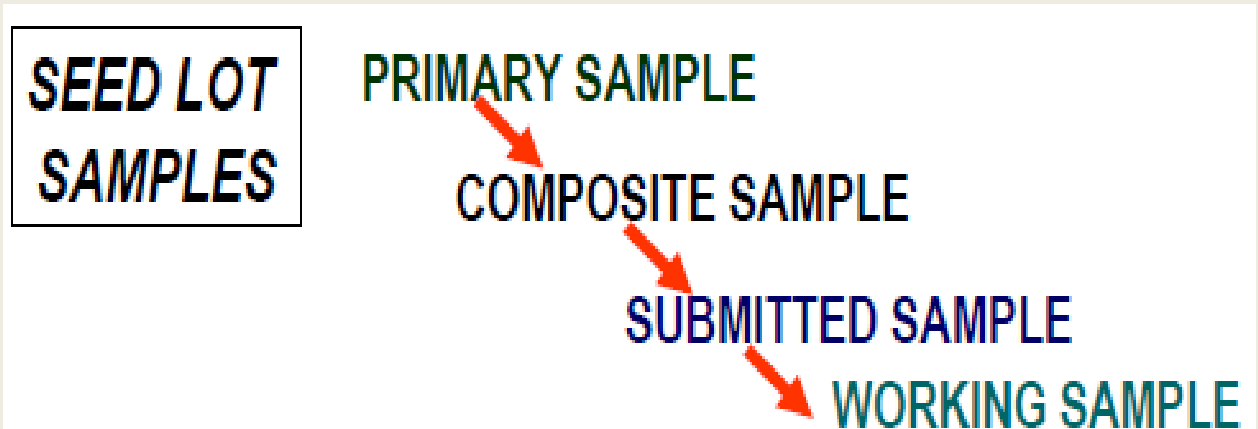 SEED LOT
SAMPLES
PRIMARY SAMPLE
COMPOSITE SAMPLE
SUBMITTED SAMPLE
WORKING SAMPLE